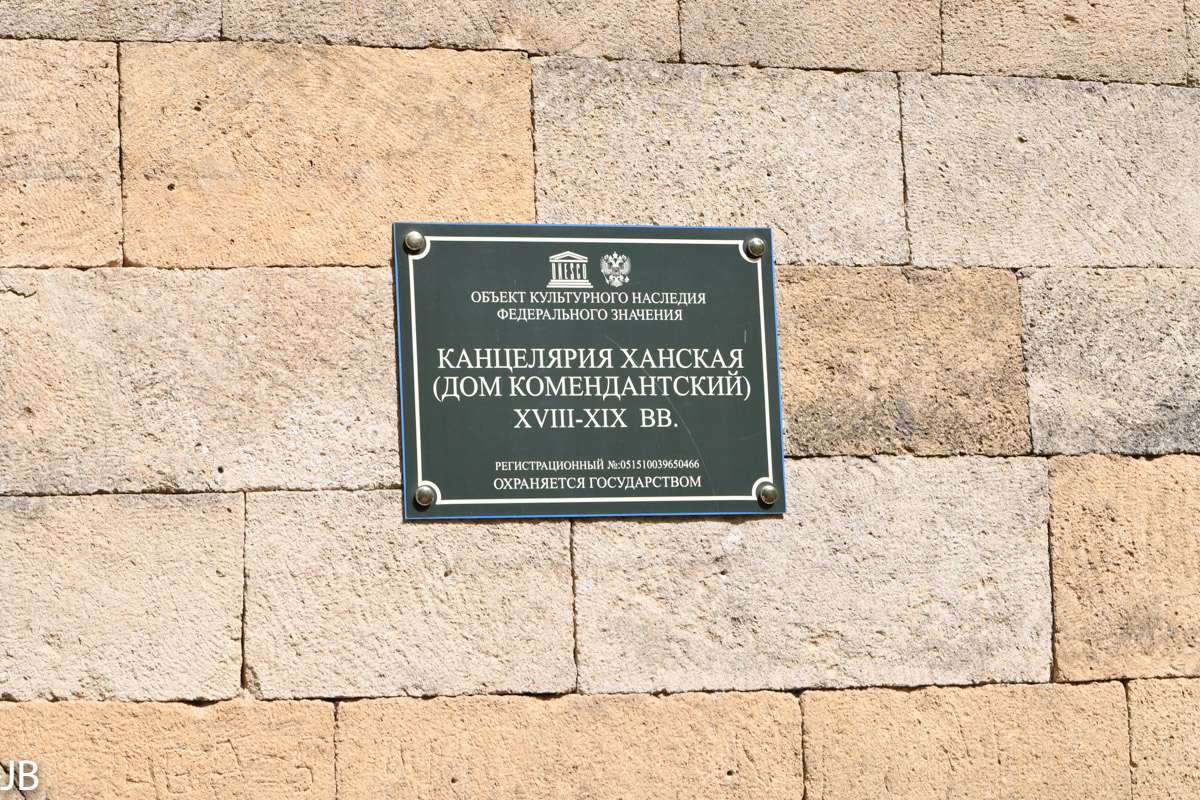 UNESCO
ОБЪЕКТ КУЛЬТУРНОГО НАСЛЕДИЯ
ФЕДЕРАЛЬНОГО ЗНАЧЕНИЯ
КАНЦЕЛЯРИЯ ХАНСКАЯ
(ДОМ КОМЕНДАНТСКИЙ)
XVIII-XIX ВВ.
РЕГИСТРАЦИОННЫЙ №:051510039650466
ОХРАНЯЕТСЯ ГОСУДАРСТВОМ
JB